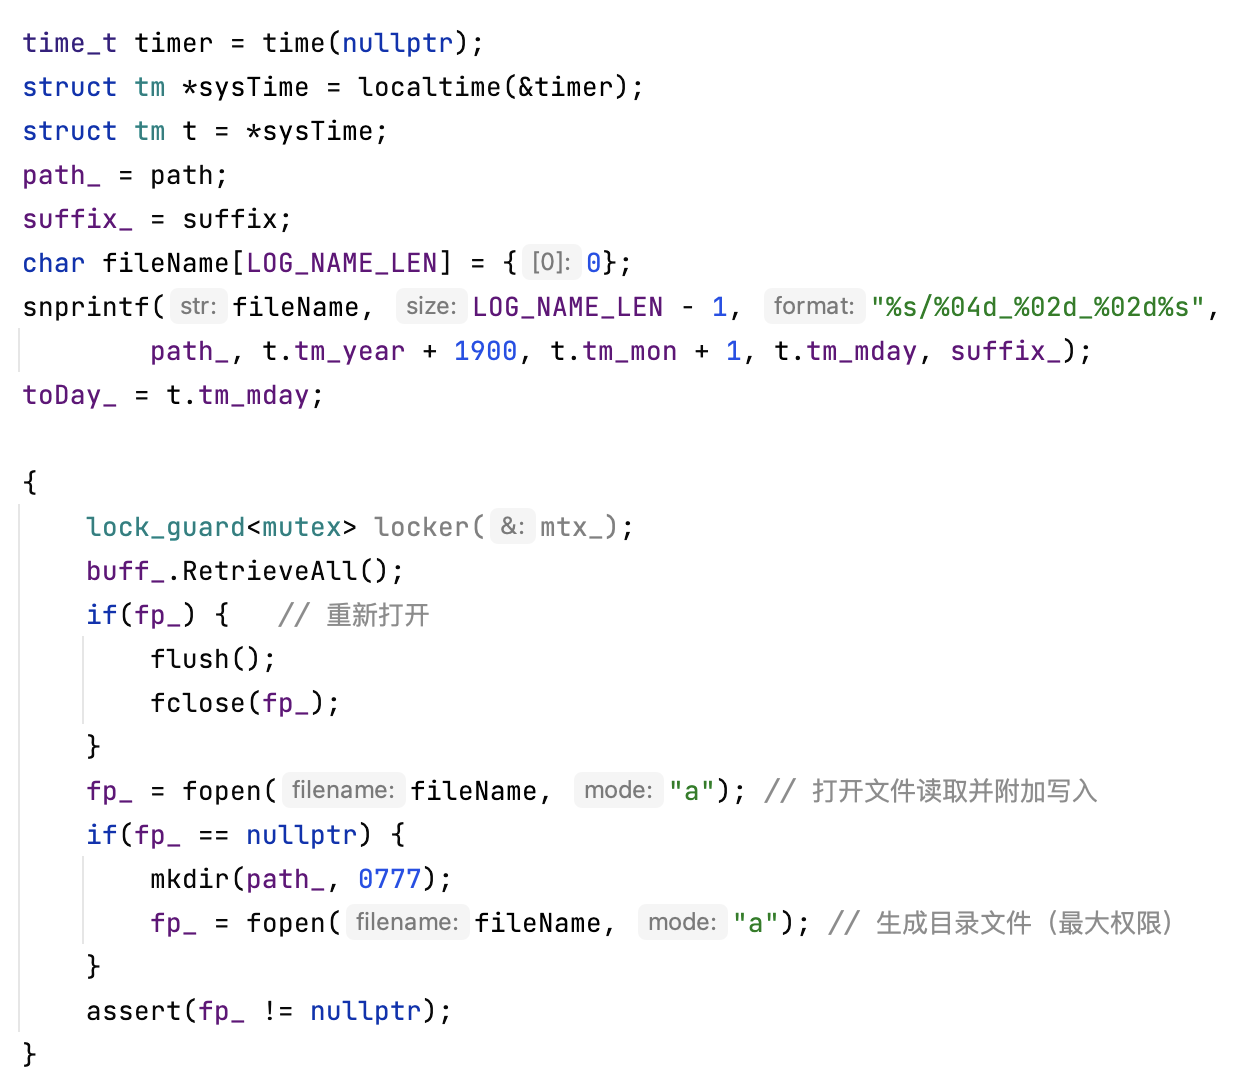 time_t timer = time(nullptr);
struct tm *sysTime = localtime(&timer);
struct tm t = *sysTime;
path_ = path;
suffix_ = suffix;
char fileName[LOG_NAME_LEN] = { [0]: 0};
snprintf( str: fileName, size: LOG_NAME_LEN - 1, format: "%s/%04d_%02d_%02d%s",
        path_, t.tm_year + 1900, t.tm_mon + 1, t.tm_mday, suffix_);
toDay_ = t.tm_mday;

{
    lock_guard<mutex> locker( &: mtx_);
    buff_.RetrieveAll();
    if(fp_) {   // 重新打开
        flush();
        fclose(fp_);
    }
    fp_ = fopen( filename: fileName, mode: "a"); // 打开文件读取并附加写入
    if(fp_ == nullptr) {
        mkdir(path_, 0777);
        fp_ = fopen( filename: fileName, mode: "a"); // 生成目录文件（最大权限）
    }
    assert(fp_ != nullptr);
}